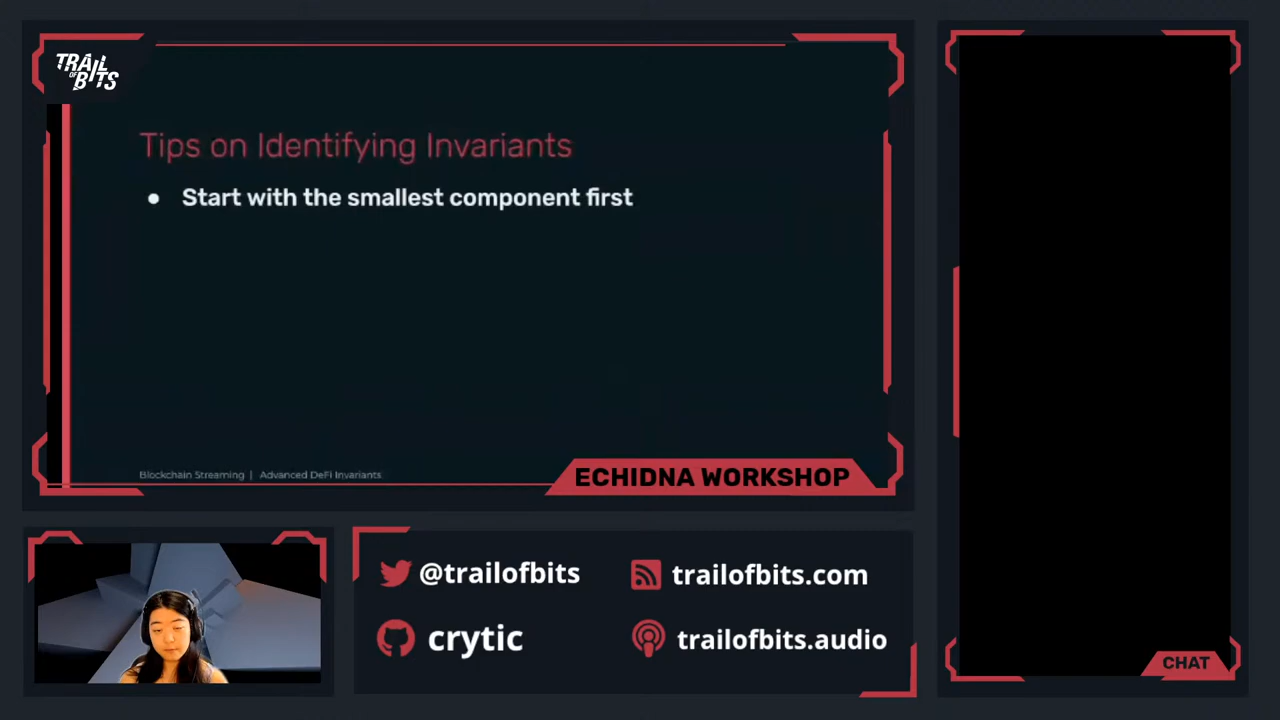 TRAIL
OF
BITS
Tips on Identifying Invariants
● Start with the smallest component first
Blockchain Streaming | Advanced DeFi Invariants
ECHIDNA WORKSHOP
@trailofbits
trailofbits.com
crytic
trailofbits.audio
CHAT